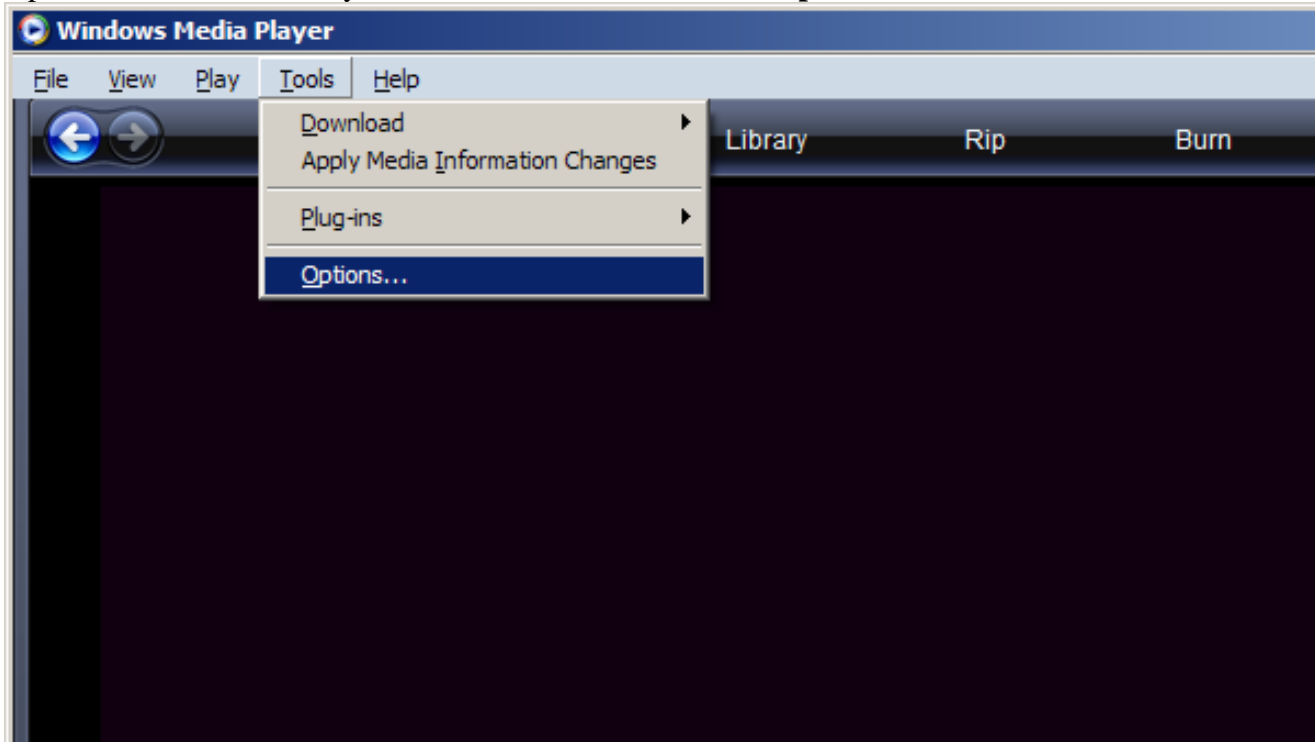 Windows Media Player
File View Play Tools Help
Download
Apply Media Information Changes
Plug-ins
Options...
Library Rip Burn